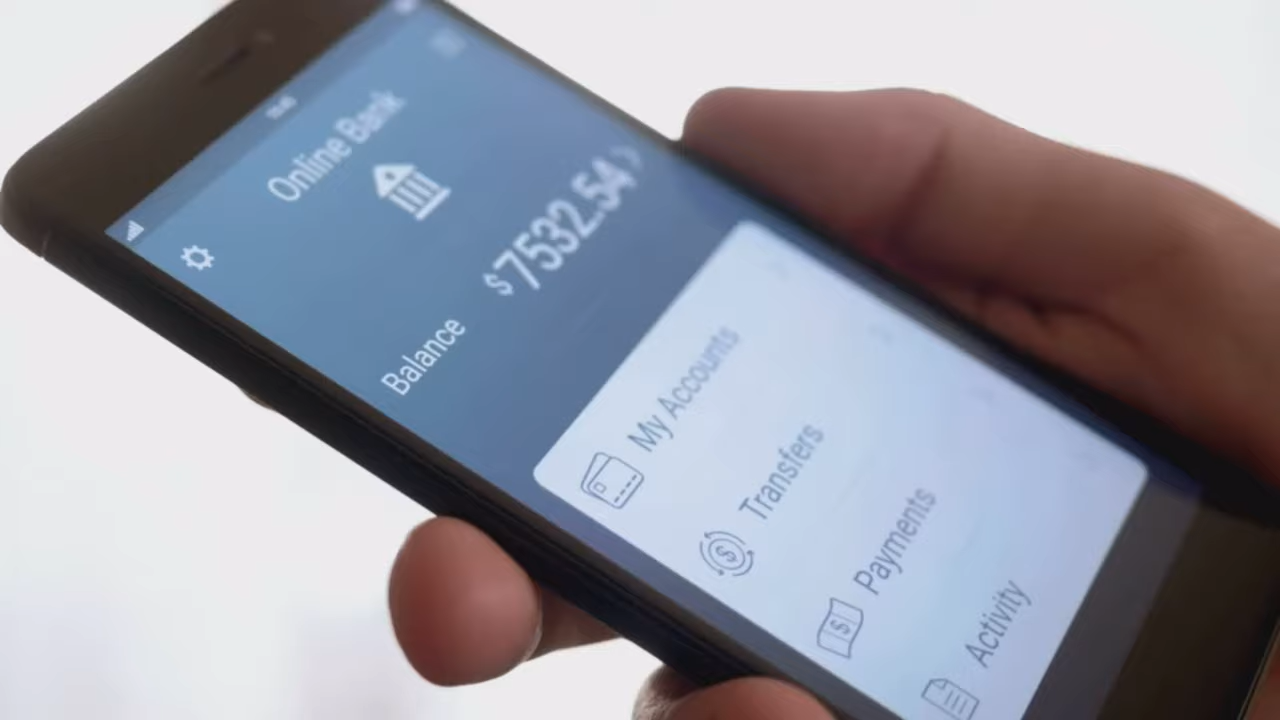 Online Bank
Balance
$7532.54
My Accounts
Transfers
Payments
Activity